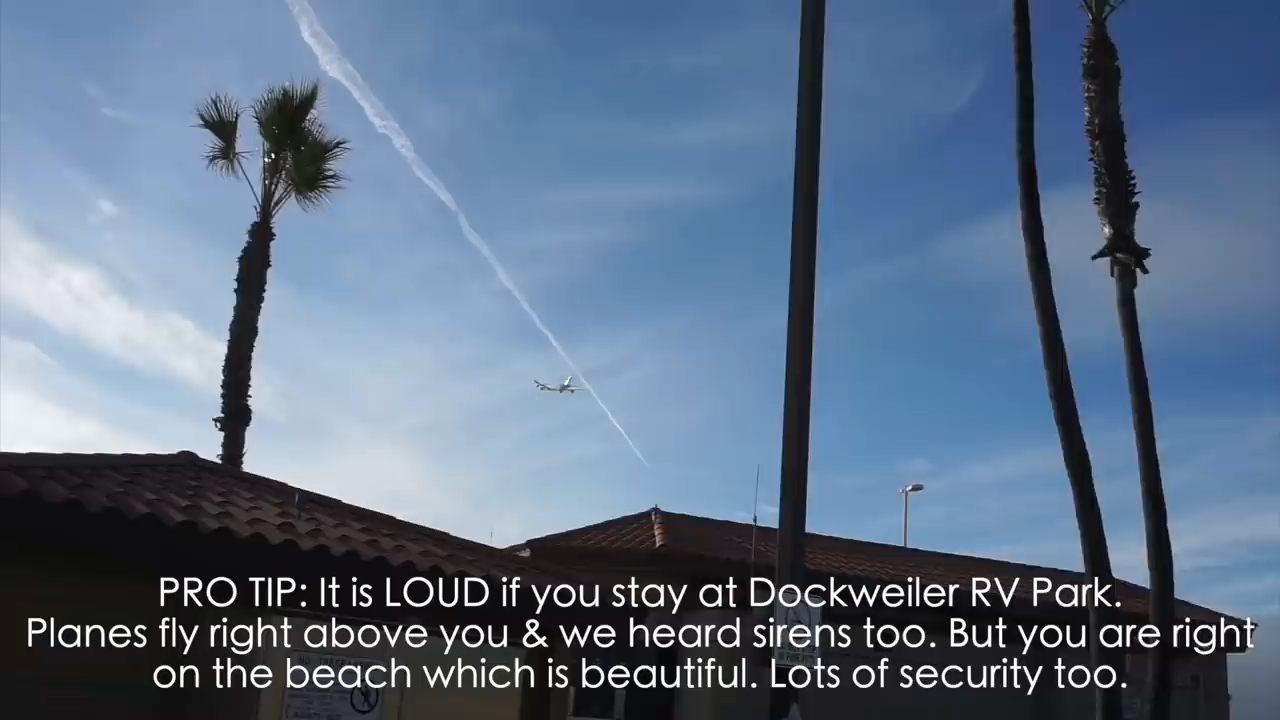 PRO TIP: It is LOUD if you stay at Dockweiler RV Park.
Planes fly right above you & we heard sirens too. But you are right
on the beach which is beautiful. Lots of security too.